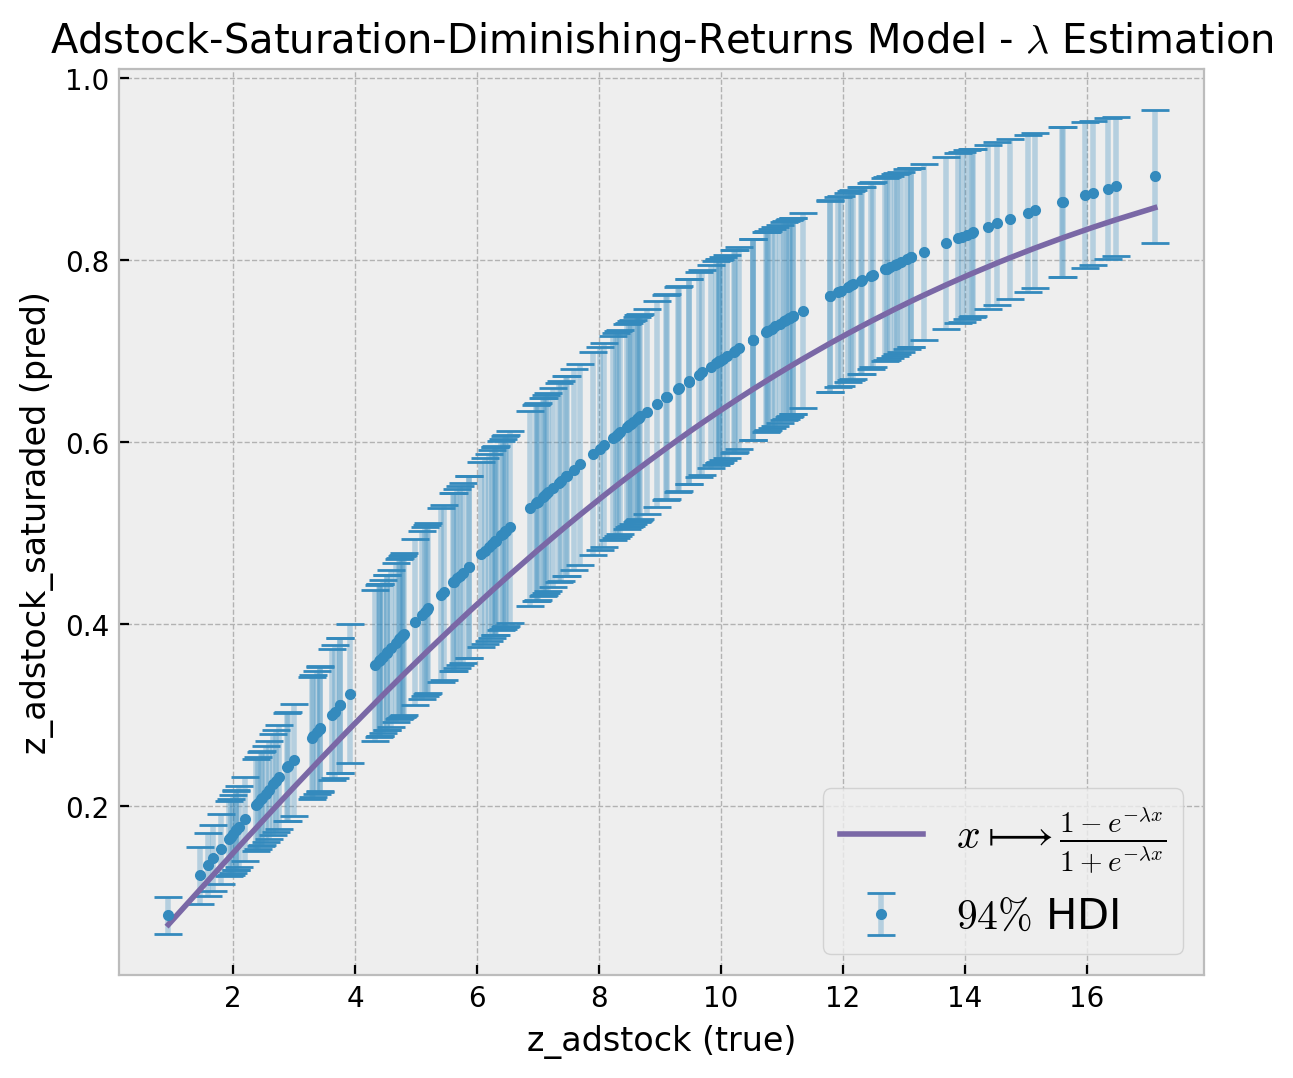 Adstock-Saturation-Diminishing-Returns Model - λ Estimation
z_adstock_saturaded (pred)
1.0
0.8
0.6
0.4
0.2
x ⟼ \frac{1 - e^{-λx}}{1 + e^{-λx}}
94% HDI
2 4 6 8 10 12 14 16
z_adstock (true)